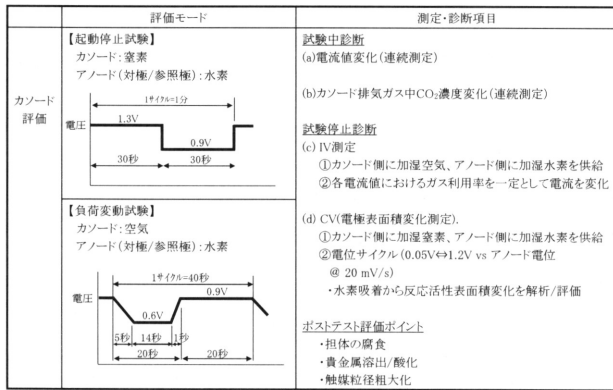 評価モード
測定・診断項目
カソード
評価
【起動停止試験】
カソード:窒素
アノード(対極/参照極):水素
1サイクル=1分
電圧
1.3V
0.9V
30秒
30秒
【負荷変動試験】
カソード:空気
アノード(対極/参照極):水素
1サイクル=40秒
電圧
0.9V
0.6V
5秒
14秒
1秒
20秒
20秒
試験中診断
(a)電流値変化(連続測定)
(b)カソード排気ガス中CO₂濃度変化(連続測定)
試験停止診断
(c) IV測定
①カソード側に加湿空気、アノード側に加湿水素を供給
②各電流値におけるガス利用率を一定として電流を変化
(d) CV(電極表面積変化測定).
①カソード側に加湿窒素、アノード側に加湿水素を供給
②電位サイクル(0.05V⇔1.2V vs アノード電位
@ 20 mV/s)
・水素吸着から反応活性表面積変化を解析/評価
ポストテスト評価ポイント
・担体の腐食
・貴金属溶出/酸化
・触媒粒径粗大化